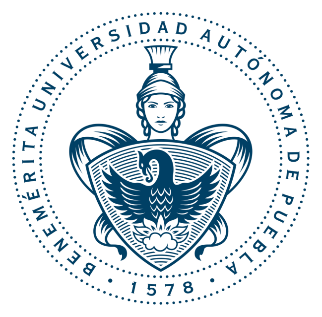 BENEMÉRITA UNIVERSIDAD AUTÓNOMA DE PUEBLA
· 1578 ·